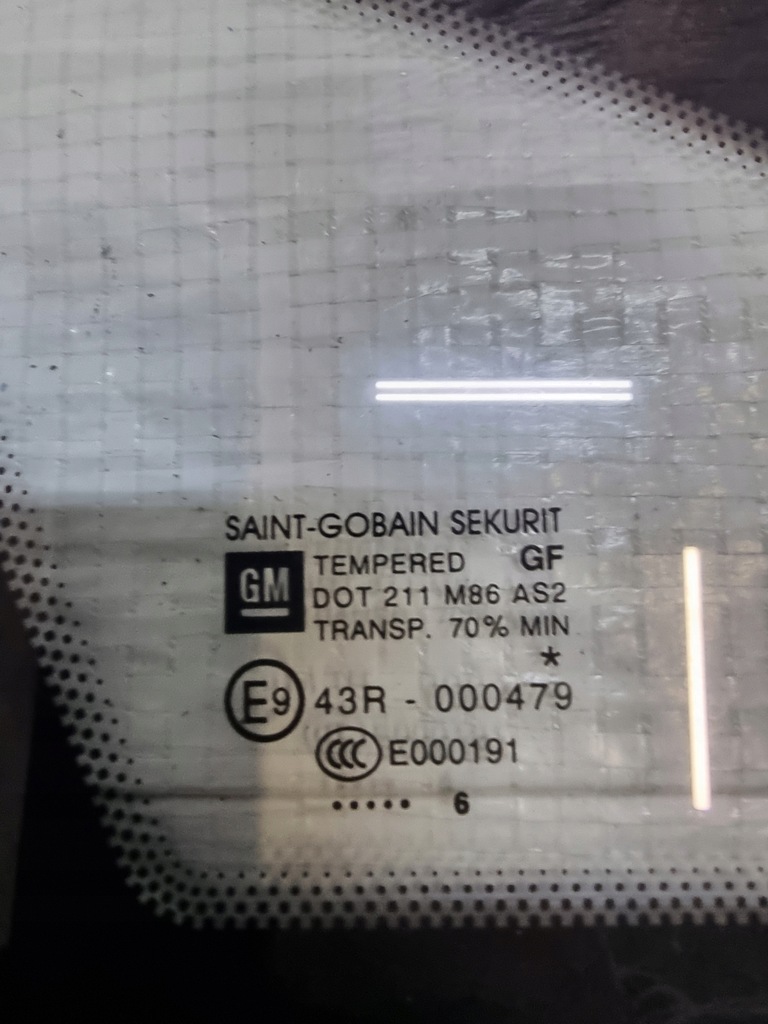 SAINT-GOBAIN SEKURIT
GM TEMPERED GF
DOT 211 M86 AS2
TRANSP. 70% MIN
*
E9 43R - 000479
CCC E000191
..... 6